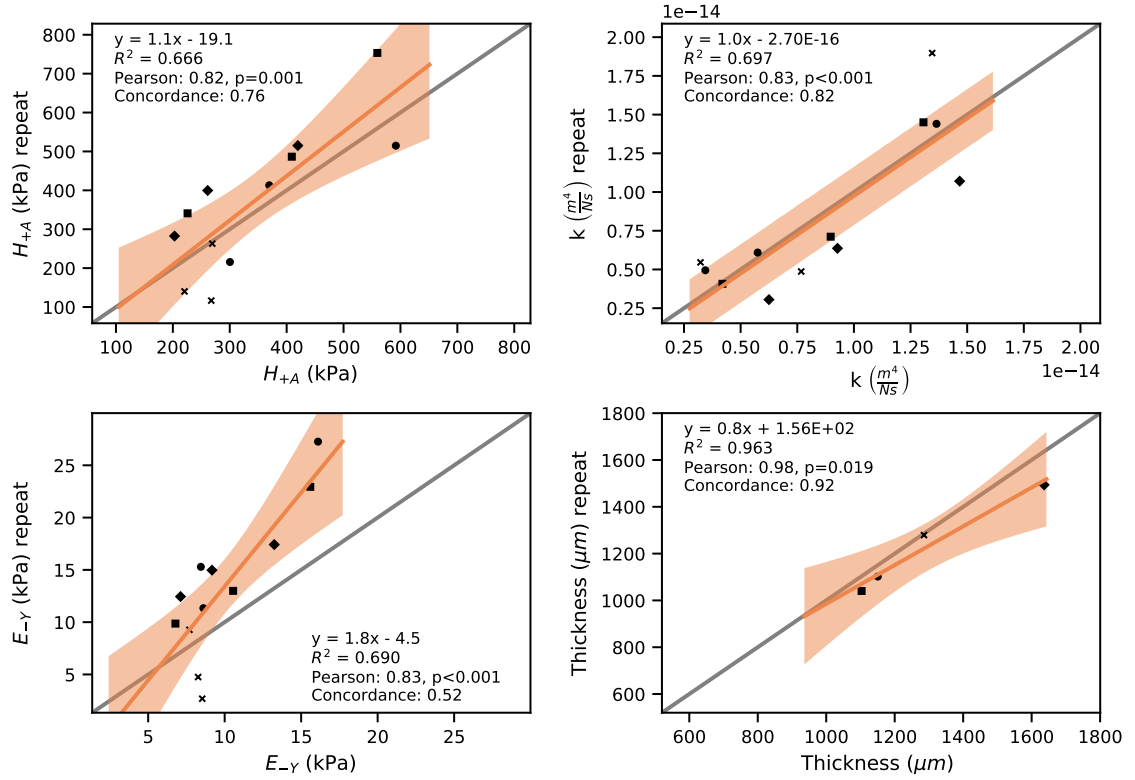 y = 1.1x - 19.1
R² = 0.666
Pearson: 0.82, p=0.001
Concordance: 0.76
800
700
600
500
400
300
200
100
H+A (kPa) repeat
100 200 300 400 500 600 700 800
H+A (kPa)
1e−14
y = 1.0x - 2.70E-16
R² = 0.697
Pearson: 0.83, p<0.001
Concordance: 0.82
2.00
1.75
1.50
1.25
1.00
0.75
0.50
0.25
k (m⁴/Ns) repeat
0.25 0.50 0.75 1.00 1.25 1.50 1.75 2.00
1e−14
k (m⁴/Ns)
25
20
15
10
5
E−Y (kPa) repeat
y = 1.8x - 4.5
R² = 0.690
Pearson: 0.83, p<0.001
Concordance: 0.52
5 10 15 20 25
E−Y (kPa)
1800
1600
1400
1200
1000
800
600
Thickness (μm) repeat
y = 0.8x + 1.56E+02
R² = 0.963
Pearson: 0.98, p=0.019
Concordance: 0.92
600 800 1000 1200 1400 1600 1800
Thickness (μm)